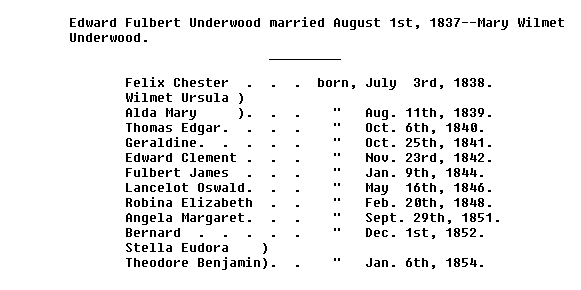 Edward Fulbert Underwood married August 1st, 1837--Mary Wilmet
Underwood.
Felix Chester . . . born, July 3rd, 1838.
Wilmet Ursula )
Alda Mary ). . . " Aug. 11th, 1839.
Thomas Edgar. . . . " Oct. 6th, 1840.
Geraldine. . . . . " Oct. 25th, 1841.
Edward Clement . . . " Nov. 23rd, 1842.
Fulbert James . . . " Jan. 9th, 1844.
Lancelot Oswald. . . " May 16th, 1846.
Robina Elizabeth . . " Feb. 20th, 1848.
Angela Margaret. . . " Sept. 29th, 1851.
Bernard . . . . . " Dec. 1st, 1852.
Stella Eudora )
Theodore Benjamin). . " Jan. 6th, 1854.